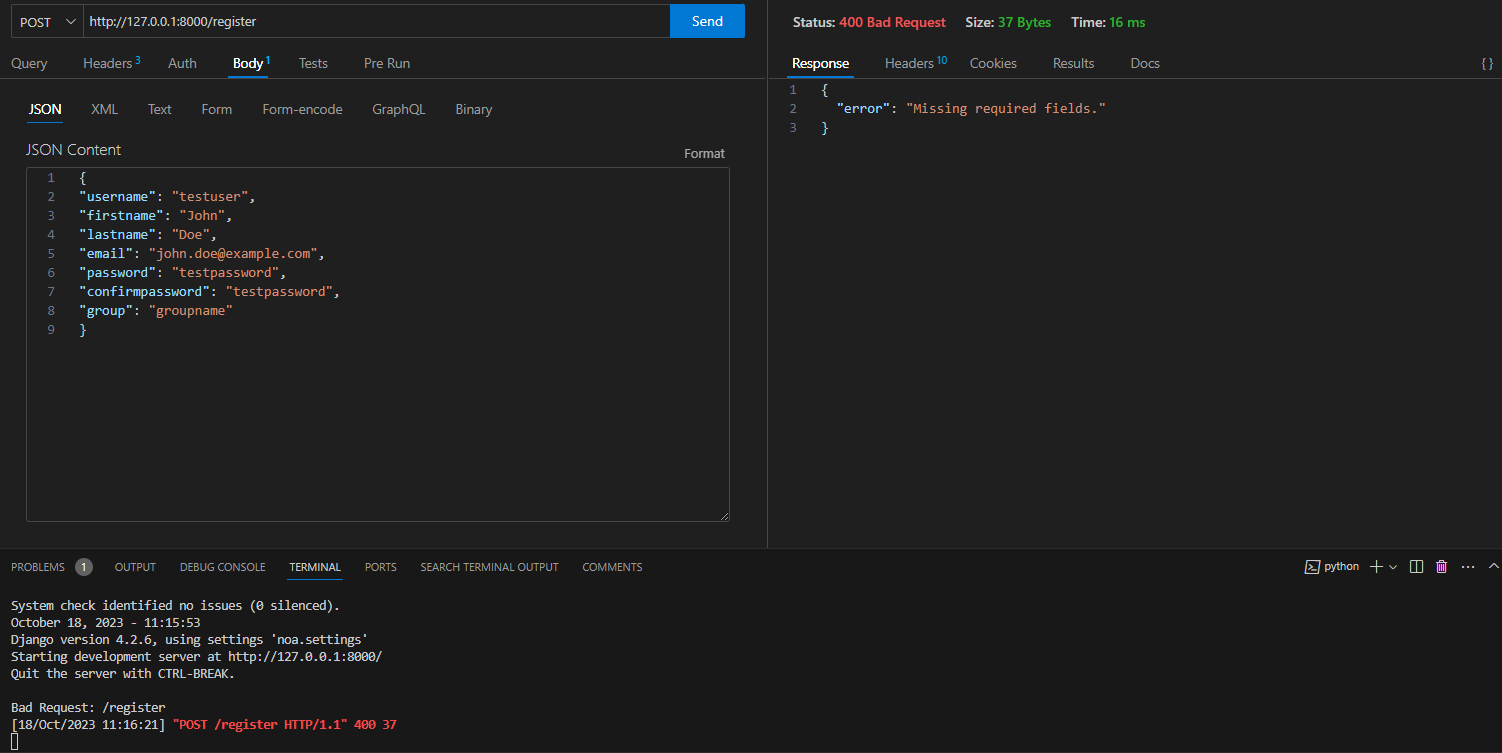 POST http://127.0.0.1:8000/register Send
Query Headers 3 Auth Body 1 Tests Pre Run
JSON XML Text Form Form-encode GraphQL Binary
JSON Content
Format
1 {
2 "username": "testuser",
3 "firstname": "John",
4 "lastname": "Doe",
5 "email": "john.doe@example.com",
6 "password": "testpassword",
7 "confirmpassword": "testpassword",
8 "group": "groupname"
9 }
Status: 400 Bad Request Size: 37 Bytes Time: 16 ms
Response Headers 10 Cookies Results Docs { }
1 {
2 "error": "Missing required fields."
3 }
PROBLEMS 1 OUTPUT DEBUG CONSOLE TERMINAL PORTS SEARCH TERMINAL OUTPUT COMMENTS python
System check identified no issues (0 silenced).
October 18, 2023 - 11:15:53
Django version 4.2.6, using settings 'noa.settings'
Starting development server at http://127.0.0.1:8000/
Quit the server with CTRL-BREAK.
Bad Request: /register
[18/Oct/2023 11:16:21] "POST /register HTTP/1.1" 400 37